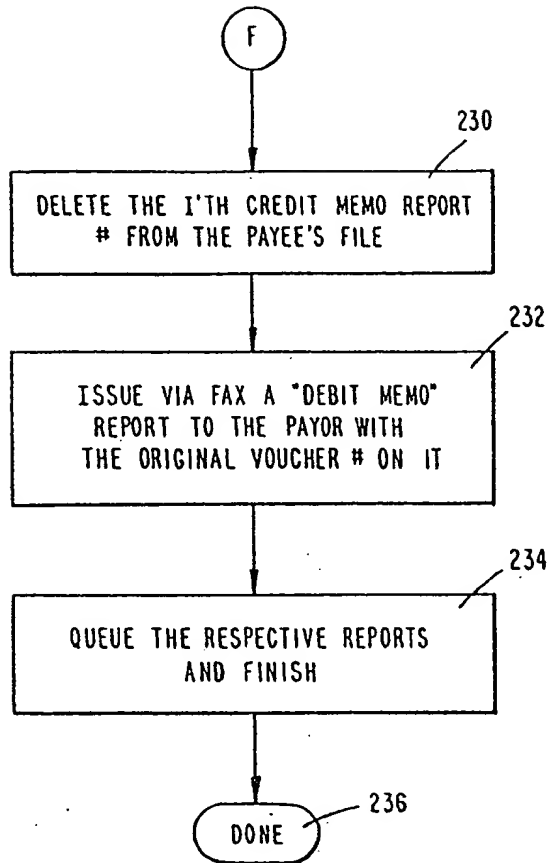 F
230
DELETE THE I'TH CREDIT MEMO REPORT
# FROM THE PAYEE'S FILE
232
ISSUE VIA FAX A "DEBIT MEMO"
REPORT TO THE PAYOR WITH
THE ORIGINAL VOUCHER # ON IT
234
QUEUE THE RESPECTIVE REPORTS
AND FINISH
236
DONE